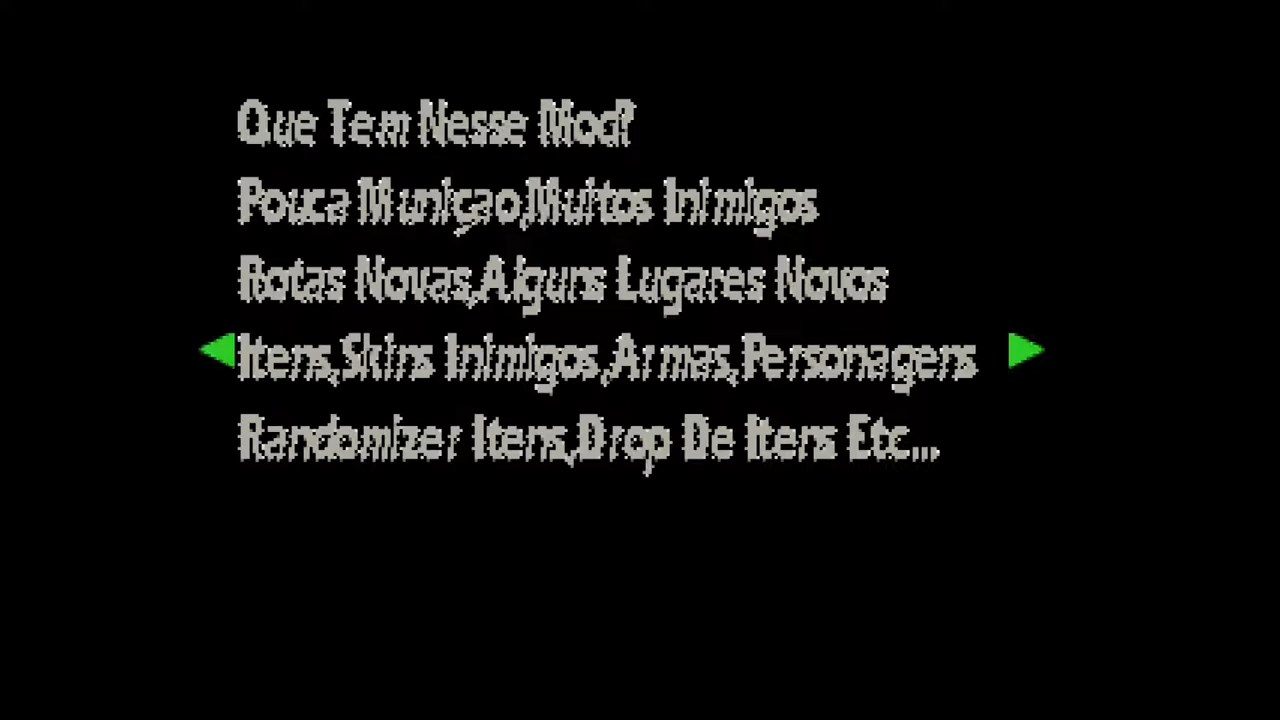 Que Tem Nesse Mod?
Pouca Muniçao,Muitos Inimigos
Rotas Novas,Alguns Lugares Novos
Itens,Skins Inimigos,Armas,Personagens
Randomizer Itens,Drop De Itens Etc...